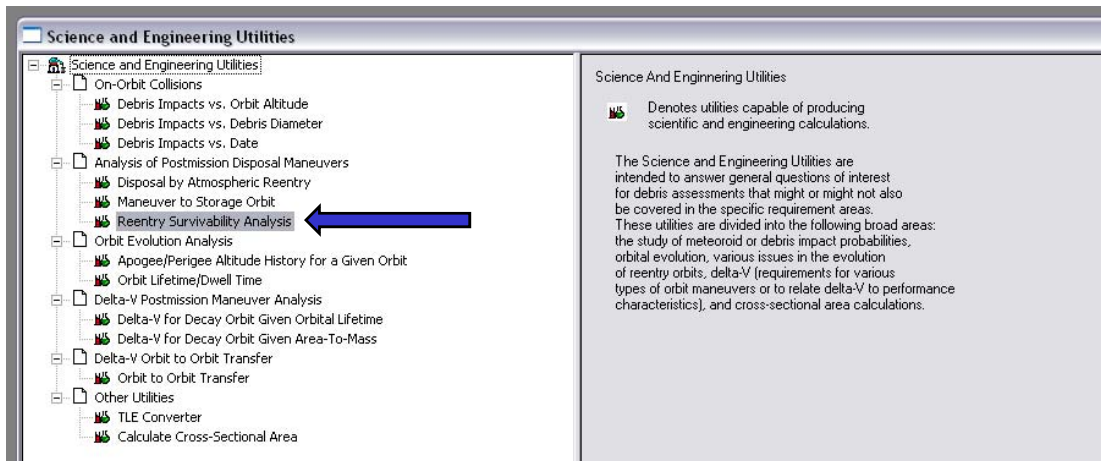 Science and Engineering Utilities
Science and Engineering Utilities
On-Orbit Collisions
Debris Impacts vs. Orbit Altitude
Debris Impacts vs. Debris Diameter
Debris Impacts vs. Date
Analysis of Postmission Disposal Maneuvers
Disposal by Atmospheric Reentry
Maneuver to Storage Orbit
Reentry Survivability Analysis
Orbit Evolution Analysis
Apogee/Perigee Altitude History for a Given Orbit
Orbit Lifetime/Dwell Time
Delta-V Postmission Maneuver Analysis
Delta-V for Decay Orbit Given Orbital Lifetime
Delta-V for Decay Orbit Given Area-To-Mass
Delta-V Orbit to Orbit Transfer
Orbit to Orbit Transfer
Other Utilities
TLE Converter
Calculate Cross-Sectional Area
Science And Enginnering Utilities
Denotes utilities capable of producing
scientific and engineering calculations.
The Science and Engineering Utilities are
intended to answer general questions of interest
for debris assessments that might or might not also
be covered in the specific requirement areas.
These utilities are divided into the following broad areas:
the study of meteoroid or debris impact probabilities,
orbital evolution, various issues in the evolution
of reentry orbits, delta-V (requirements for various
types of orbit maneuvers or to relate delta-V to performance
characteristics), and cross-sectional area calculations.